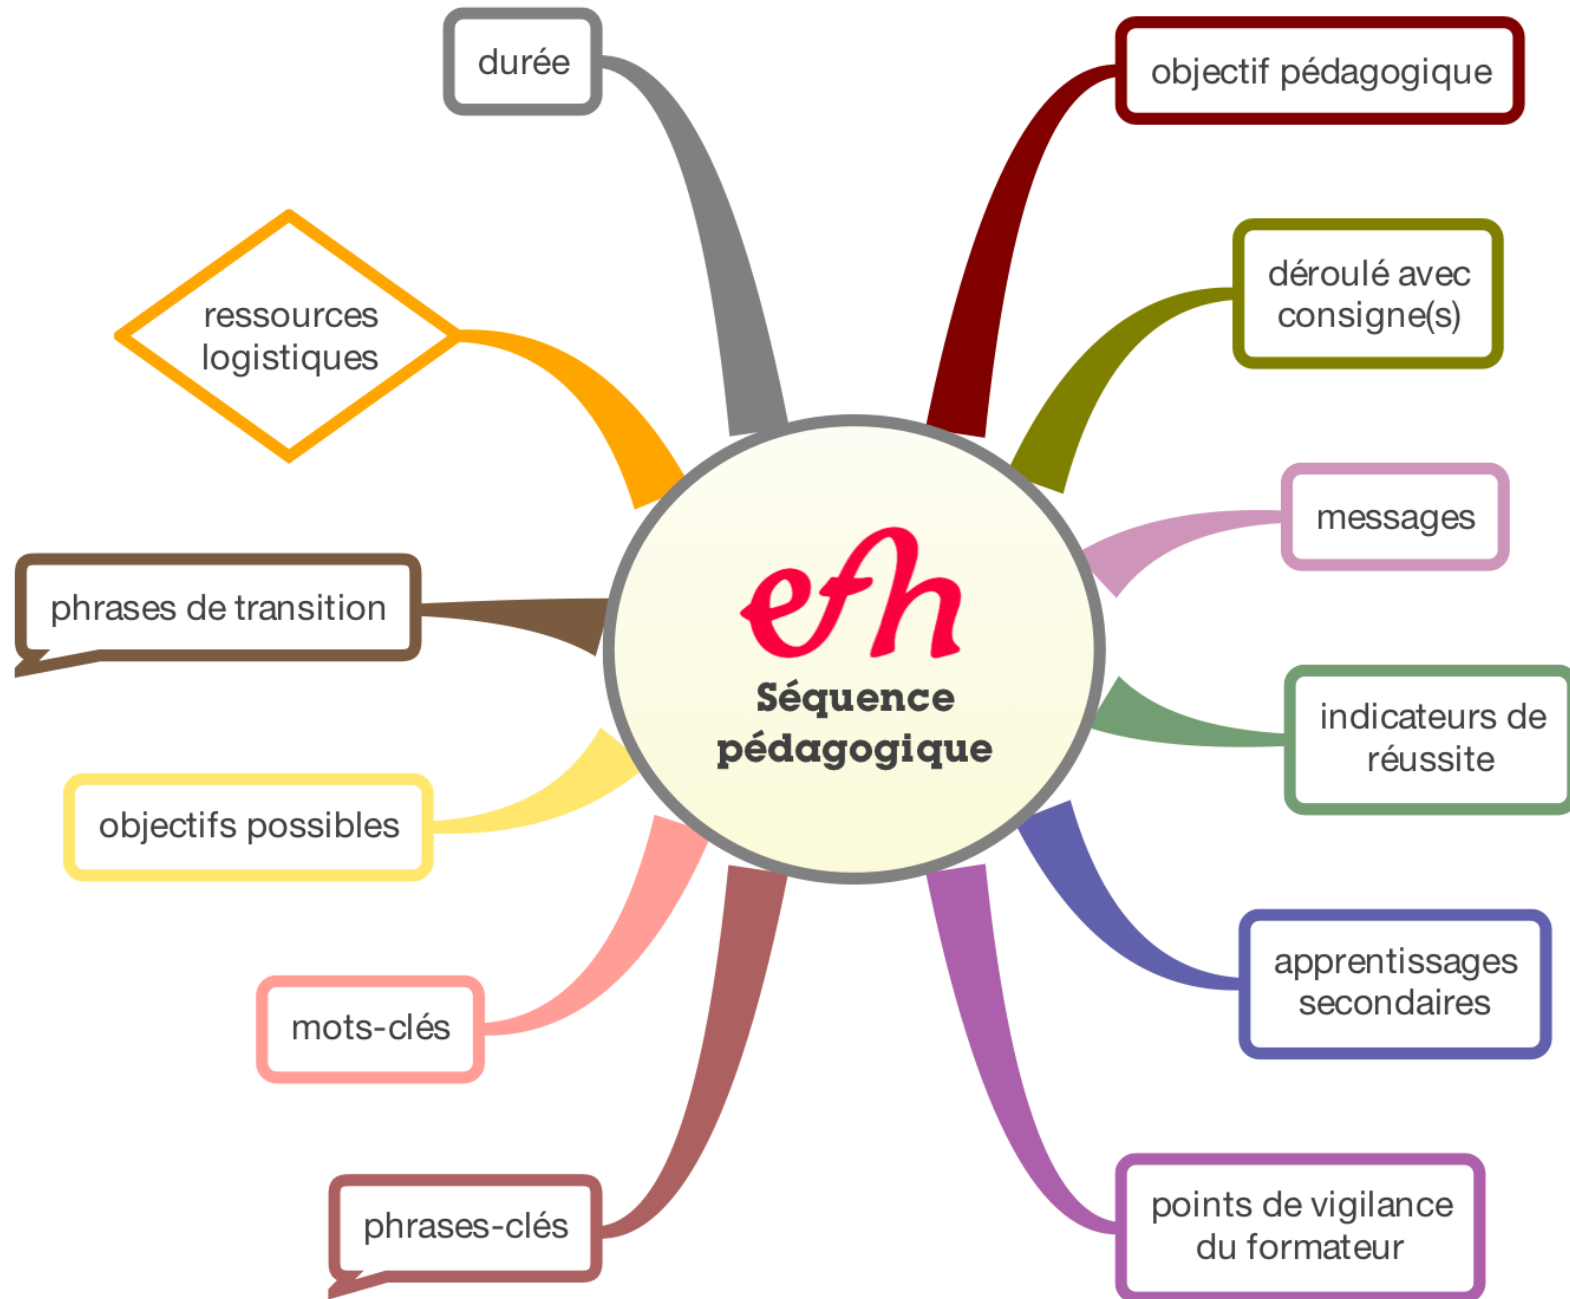 durée
objectif pédagogique
déroulé avec
consigne(s)
ressources
logistiques
messages
phrases de transition
efh
Séquence
pédagogique
indicateurs de
réussite
objectifs possibles
apprentissages
secondaires
mots-clés
phrases-clés
points de vigilance
du formateur